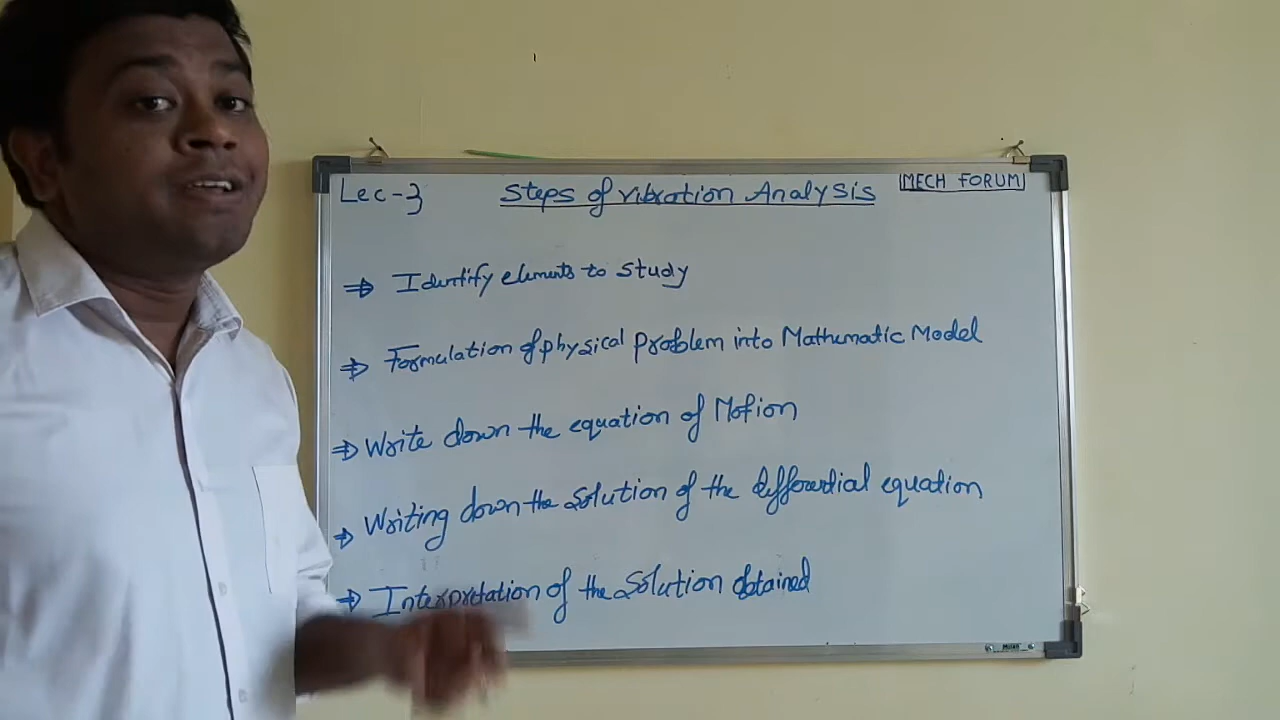 Lec-3 Steps of vibration Analysis MECH FORUM
⇒ Identify elements to study
⇒ Formulation of physical problem into Mathematic Model
⇒ Write down the equation of Motion
⇒ Writing down the Solution of the differential equation
⇒ Interpretation of the Solution obtained